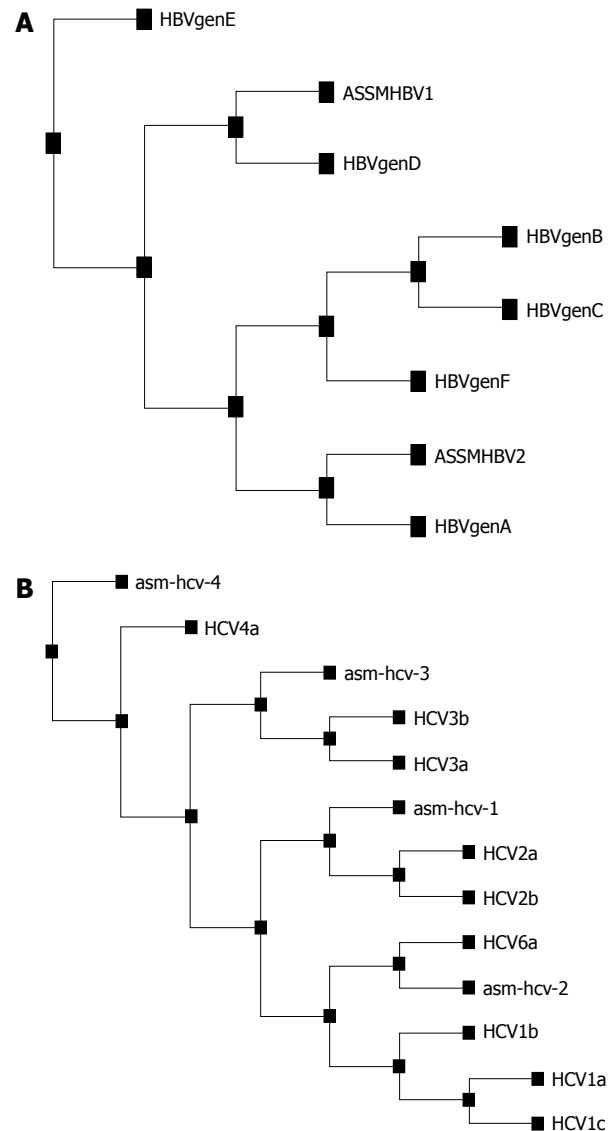 A
HBVgenE
ASSMHBV1
HBVgenD
HBVgenB
HBVgenC
HBVgenF
ASSMHBV2
HBVgenA
B
asm-hcv-4
HCV4a
asm-hcv-3
HCV3b
HCV3a
asm-hcv-1
HCV2a
HCV2b
HCV6a
asm-hcv-2
HCV1b
HCV1a
HCV1c